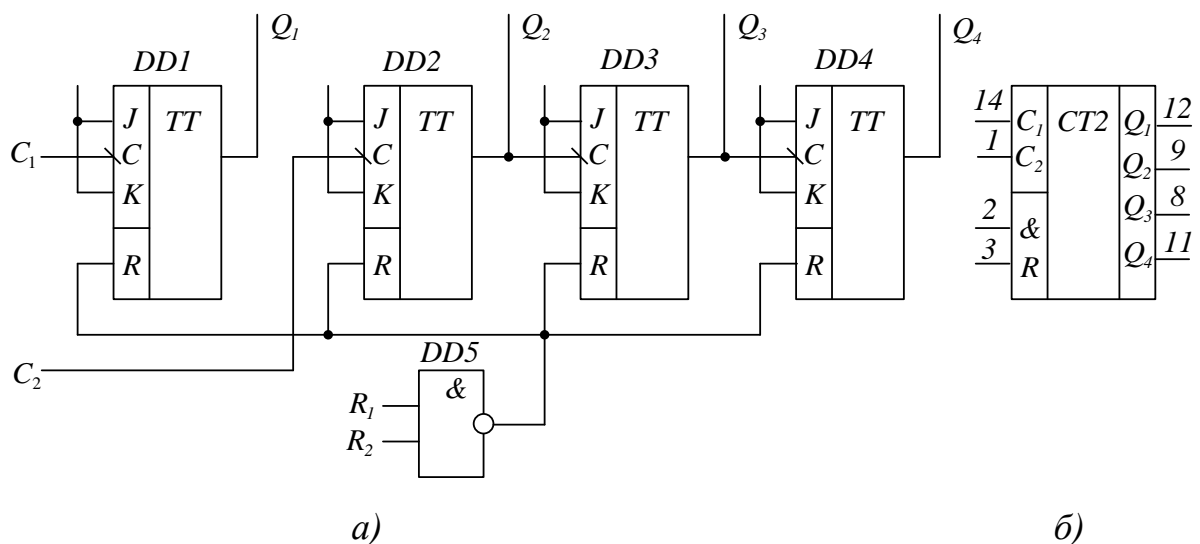 Q₁ Q₂ Q₃ Q₄
DD1 DD2 DD3 DD4
J TT J TT J TT J TT
C₁ C C C C
K K K K
R R R R
C₂
DD5
&
R₁
R₂
14 C₁ CT2 Q₁ 12
1 C₂ Q₂ 9
2 & Q₃ 8
3 R Q₄ 11
а) б)